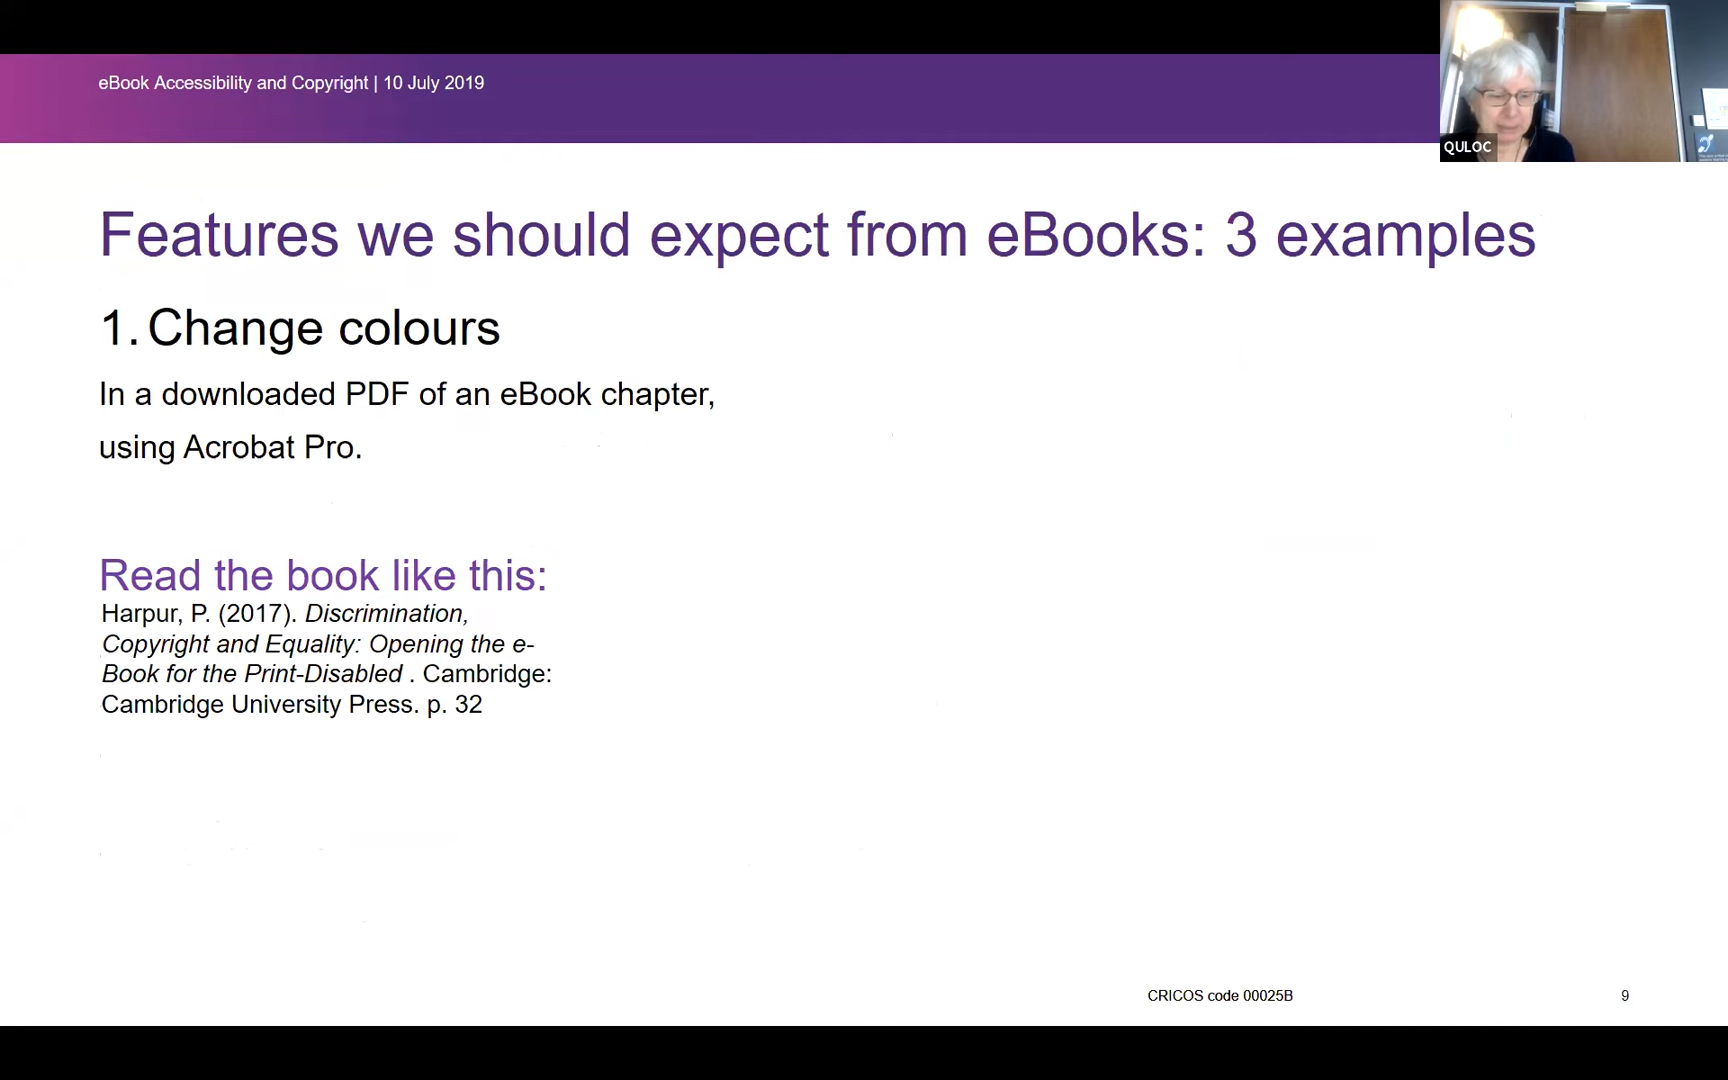 eBook Accessibility and Copyright | 10 July 2019
QULOC
Features we should expect from eBooks: 3 examples
1. Change colours
In a downloaded PDF of an eBook chapter,
using Acrobat Pro.
Read the book like this:
Harpur, P. (2017). Discrimination,
Copyright and Equality: Opening the e-
Book for the Print-Disabled . Cambridge:
Cambridge University Press. p. 32
CRICOS code 00025B
9